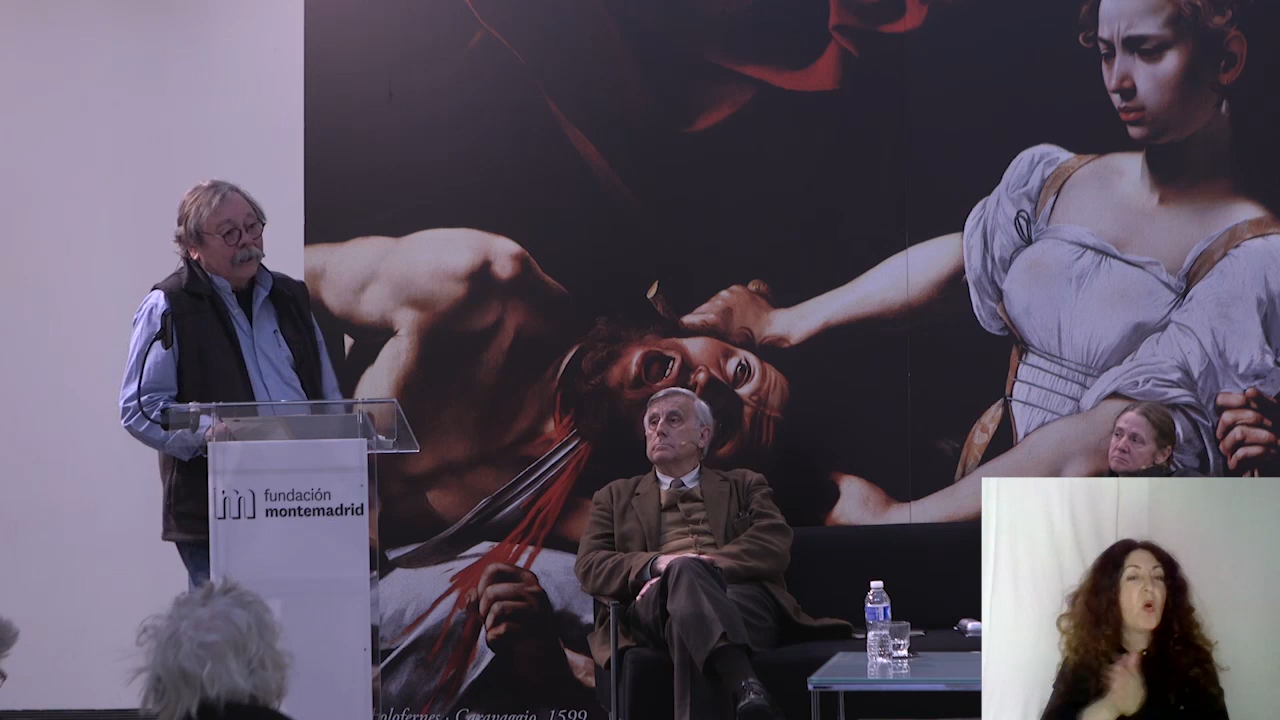 fundación
montemadrid
olofernes · Caravaggio, 1599